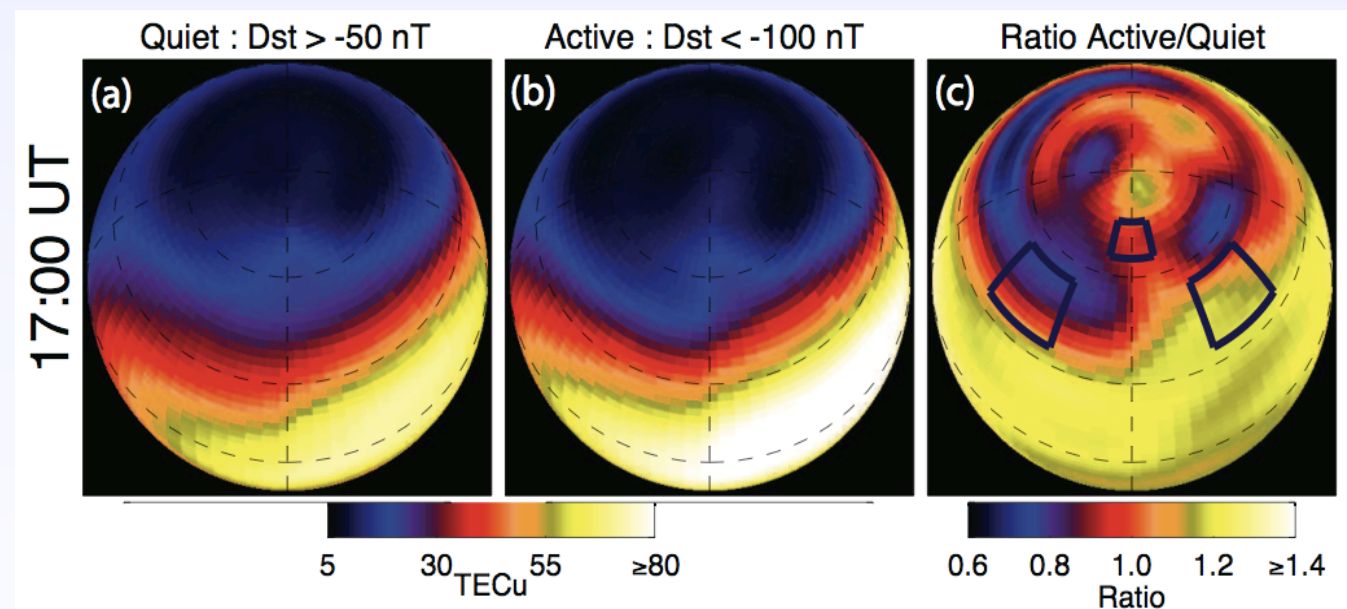 Quiet : Dst > -50 nT
Active : Dst < -100 nT
Ratio Active/Quiet
17:00 UT
(a)
(b)
(c)
5 30 55 ≥80
TECu
0.6 0.8 1.0 1.2 ≥1.4
Ratio